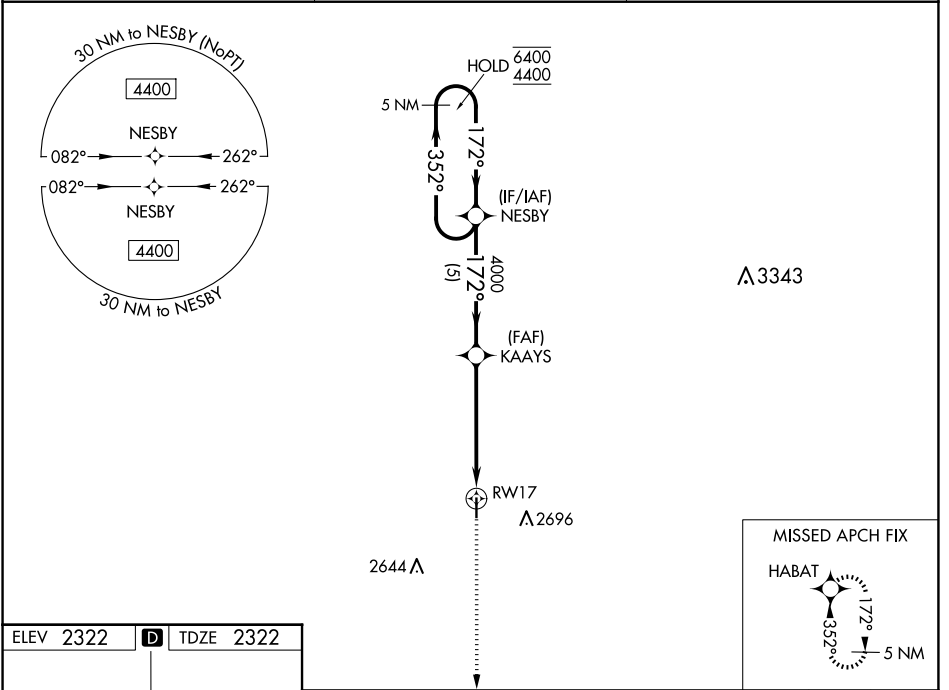 30 NM to NESBY (NoPT)
4400
NESBY
082° 262°
082° 262°
NESBY
4400
30 NM to NESBY
HOLD 6400
4400
5 NM
172°
352°
(IF/IAF)
NESBY
4000
172°
(5)
3343
(FAF)
KAAYS
RW17
2696
2644
MISSED APCH FIX
HABAT
172°
352°
5 NM
ELEV 2322 D TDZE 2322